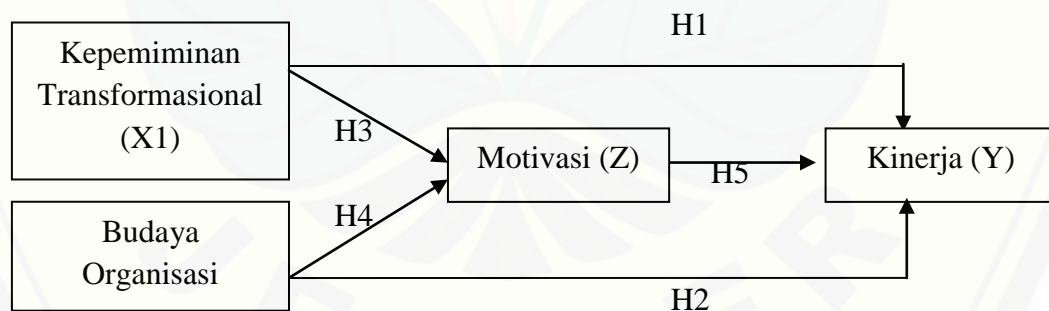 H1
Kepemiminan
Transformasional
(X1)
H3
Motivasi (Z)
H5
Kinerja (Y)
H4
Budaya
Organisasi
H2